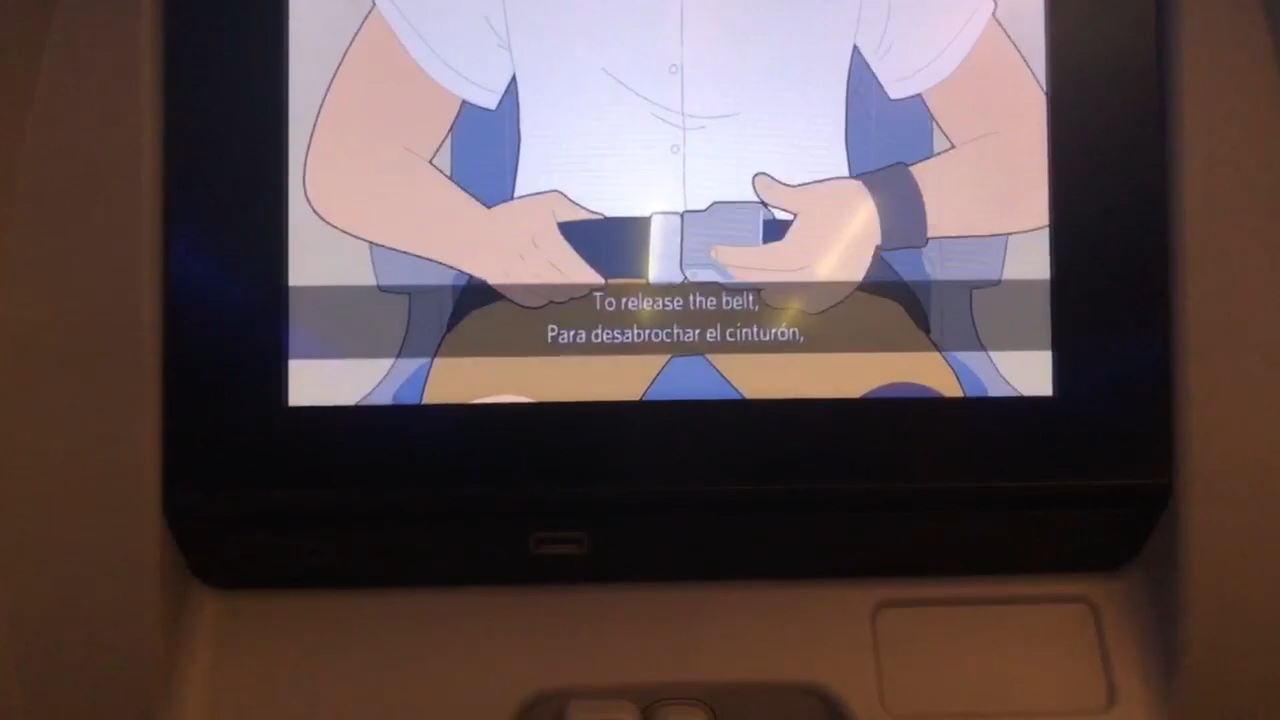 To release the belt,
Para desabrochar el cinturón,